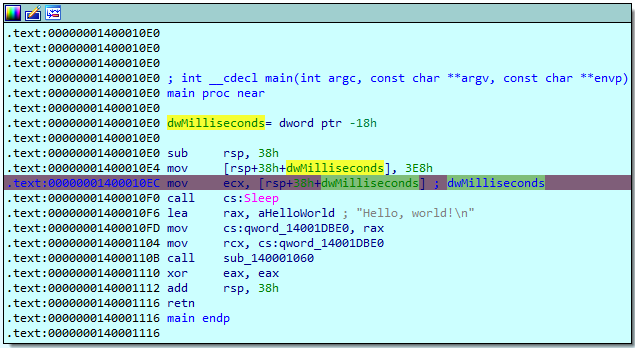 .text:00000001400010E0
.text:00000001400010E0
.text:00000001400010E0
.text:00000001400010E0 ; int __cdecl main(int argc, const char **argv, const char **envp)
.text:00000001400010E0 main proc near
.text:00000001400010E0
.text:00000001400010E0 dwMilliseconds= dword ptr -18h
.text:00000001400010E0
.text:00000001400010E0 sub     rsp, 38h
.text:00000001400010E4 mov     [rsp+38h+dwMilliseconds], 3E8h
.text:00000001400010EC mov     ecx, [rsp+38h+dwMilliseconds] ; dwMilliseconds
.text:00000001400010F0 call    cs:Sleep
.text:00000001400010F6 lea     rax, aHelloWorld ; "Hello, world!\n"
.text:00000001400010FD mov     cs:qword_14001DBE0, rax
.text:0000000140001104 mov     rcx, cs:qword_14001DBE0
.text:000000014000110B call    sub_140001060
.text:0000000140001110 xor     eax, eax
.text:0000000140001112 add     rsp, 38h
.text:0000000140001116 retn
.text:0000000140001116 main endp
.text:0000000140001116